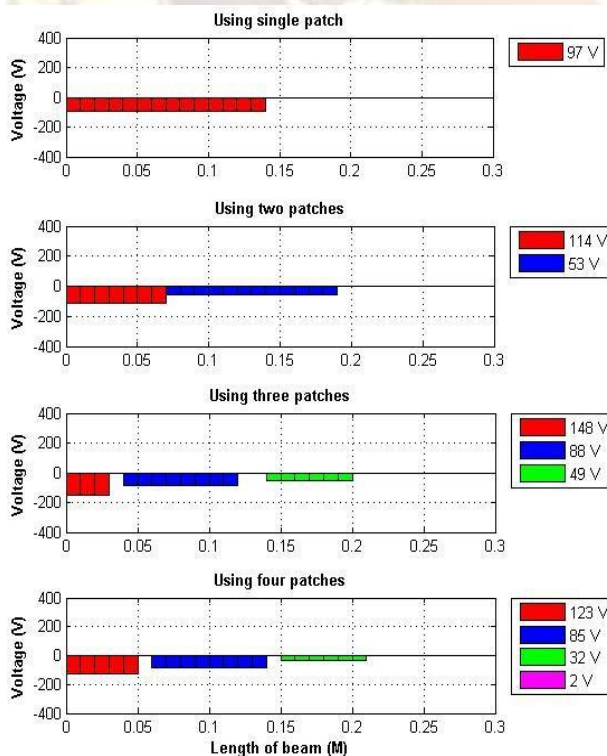 Using single patch
Voltage (V)
400
200
0
-200
-400
0 0.05 0.1 0.15 0.2 0.25 0.3
97 V
Using two patches
Voltage (V)
400
200
0
-200
-400
0 0.05 0.1 0.15 0.2 0.25 0.3
114 V
53 V
Using three patches
Voltage (V)
400
200
0
-200
-400
0 0.05 0.1 0.15 0.2 0.25 0.3
148 V
88 V
49 V
Using four patches
Voltage (V)
400
200
0
-200
-400
0 0.05 0.1 0.15 0.2 0.25 0.3
Length of beam (M)
123 V
85 V
32 V
2 V